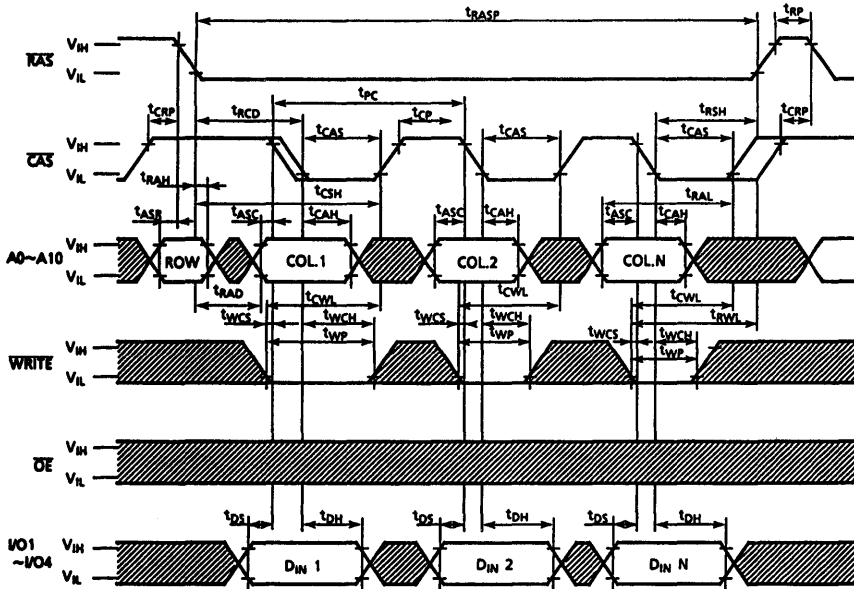 tRASP tRP
RAS VIH
VIL
tPC
tCRP tRCD tRSH tCRP
tCAS tCP tCAS tCAS
CAS VIH
VIL
tRAH tCSH tRAL
tASR tASC tCAH tASC tCAH tASC tCAH
A0~A10 VIH
VIL
ROW COL.1 COL.2 COL.N
tRAD tCWL tCWL tCWL
tWCS tWCH tWCS tWCH tRWL
tWP tWP tWCS tWCH
tWP
WRITE VIH
VIL
OE VIH
VIL
tDS tDH tDS tDH tDS tDH
I/O1 ~I/O4 VIH
VIL
DIN 1 DIN 2 DIN N